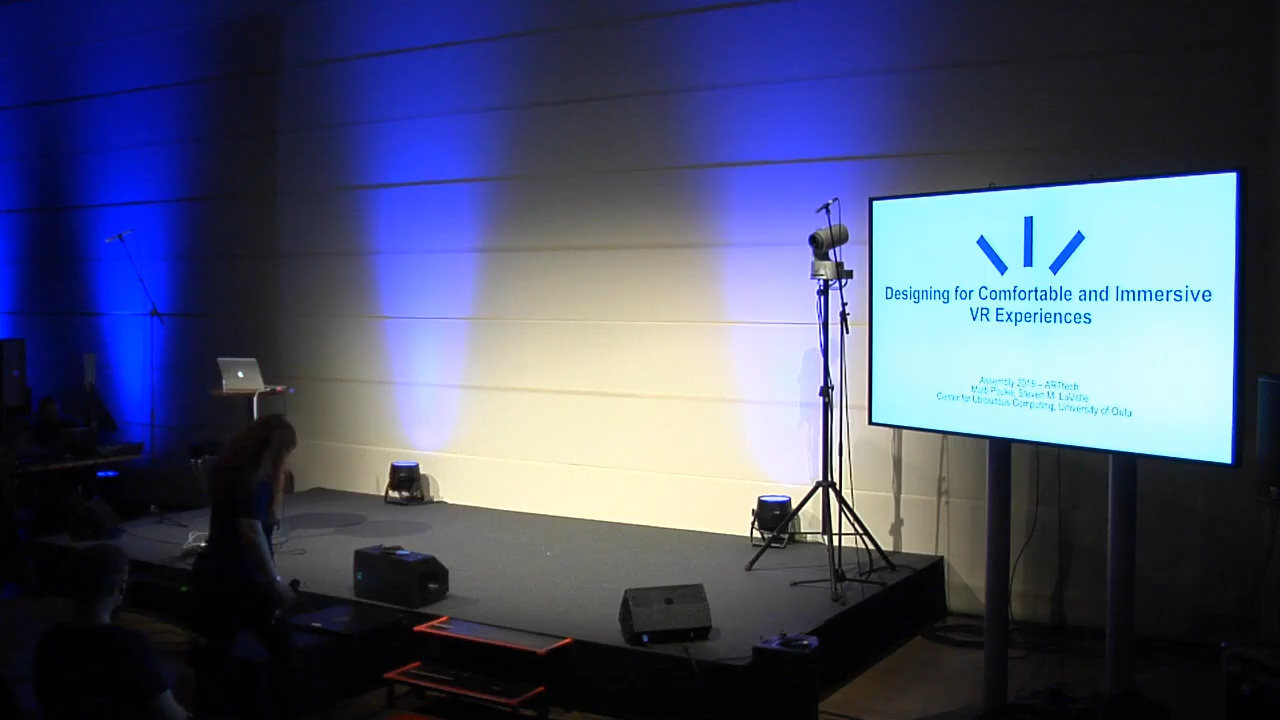 Designing for Comfortable and Immersive
VR Experiences
Assembly 2015 – ARTtech
Matti Pouke, Steven M. LaValle
Center for Ubiquitous Computing, University of Oulu